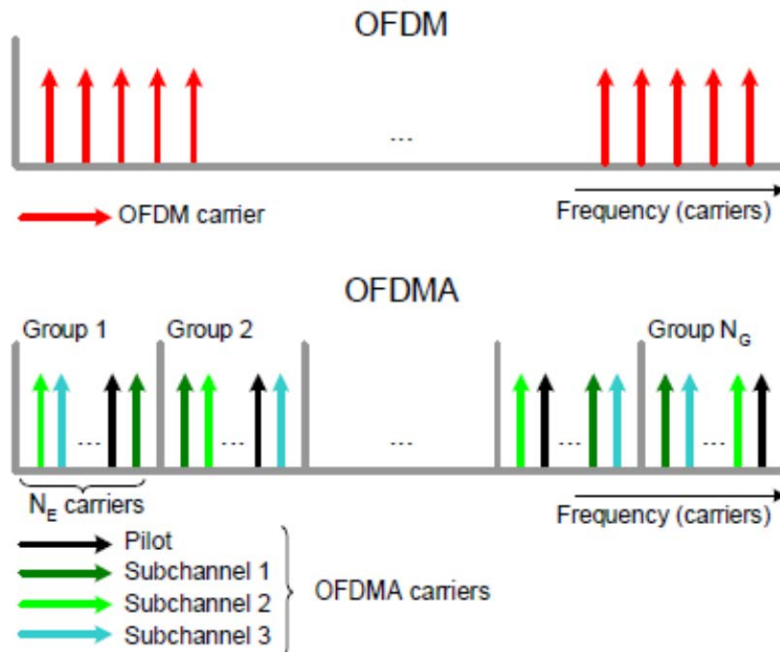 OFDM
...
OFDM carrier
Frequency (carriers)
OFDMA
Group 1
Group 2
Group N_G
...
...
...
...
...
N_E carriers
Frequency (carriers)
Pilot
Subchannel 1
Subchannel 2
Subchannel 3
OFDMA carriers